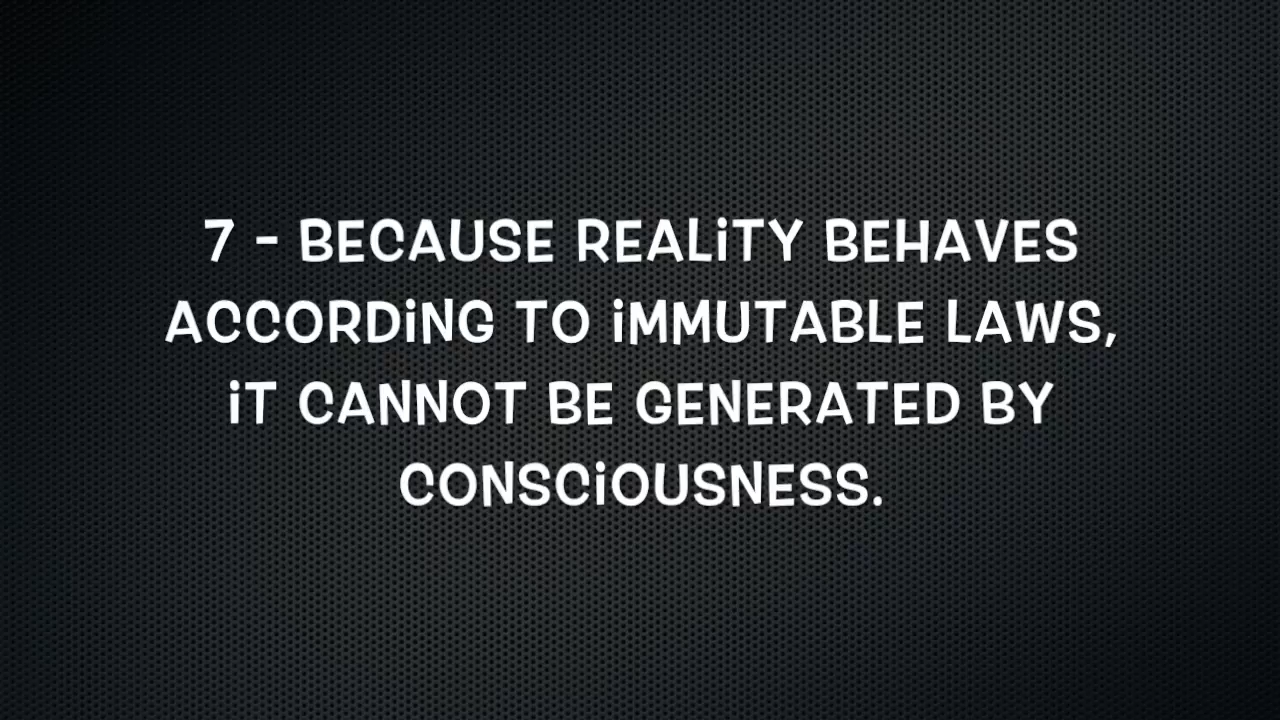 7 - BECAUSE REALiTY BEHAVES
ACCORDiNG TO iMMUTABLE LAWS,
iT CANNOT BE GENERATED BY
CONSCiOUSNESS.